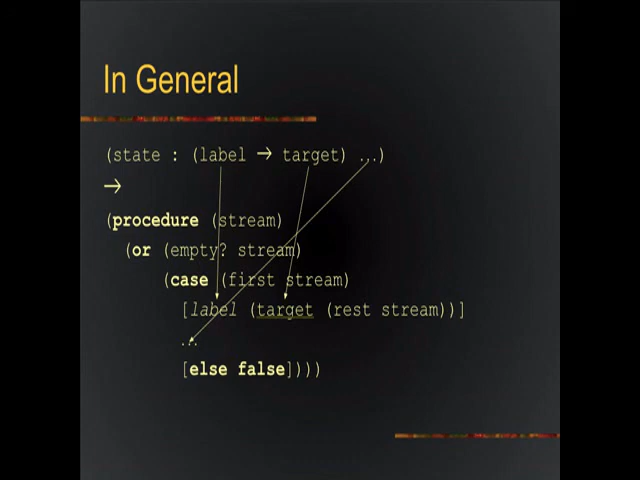 In General
(state : (label → target) ...)
→
(procedure (stream)
(or (empty? stream)
(case (first stream)
[label (target (rest stream))]
...
[else false])))